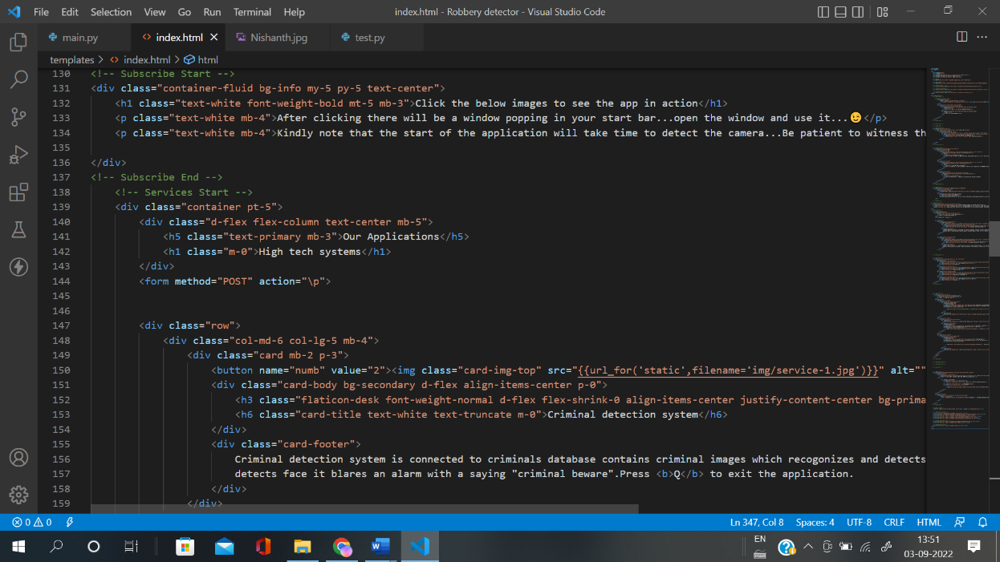 File Edit Selection View Go Run Terminal Help index.html - Robbery detector - Visual Studio Code
main.py index.html Nishanth.jpg test.py
templates > index.html > html
130 <!-- Subscribe Start -->
131 <div class="container-fluid bg-info my-5 py-5 text-center">
132 <h1 class="text-white font-weight-bold mt-5 mb-3">Click the below images to see the app in action</h1>
133 <p class="text-white mb-4">After clicking there will be a window popping in your start bar...open the window and use it...😉</p>
134 <p class="text-white mb-4">Kindly note that the start of the application will take time to detect the camera...Be patient to witness th
135
136 </div>
137 <!-- Subscribe End -->
138 <!-- Services Start -->
139 <div class="container pt-5">
140 <div class="d-flex flex-column text-center mb-5">
141 <h5 class="text-primary mb-3">Our Applications</h5>
142 <h1 class="m-0">High tech systems</h1>
143 </div>
144 <form method="POST" action="\p">
145
146
147 <div class="row">
148 <div class="col-md-6 col-lg-5 mb-4">
149 <div class="card mb-2 p-3">
150 <button name="numb" value="2"><img class="card-img-top" src="{{url_for('static',filename='img/service-1.jpg')}}" alt=""
151 <div class="card-body bg-secondary d-flex align-items-center p-0">
152 <h3 class="flaticon-desk font-weight-normal d-flex flex-shrink-0 align-items-center justify-content-center bg-prima
153 <h6 class="card-title text-white text-truncate m-0">Criminal detection system</h6>
154 </div>
155 <div class="card-footer">
156 Criminal detection system is connected to criminals database contains criminal images which recogonizes and detects
157 detects face it blares an alarm with a saying "criminal beware".Press <b>Q</b> to exit the application.
158 </div>
159 </div>
0 0 Ln 347, Col 8 Spaces: 4 UTF-8 CRLF HTML
EN 13:51
03-09-2022